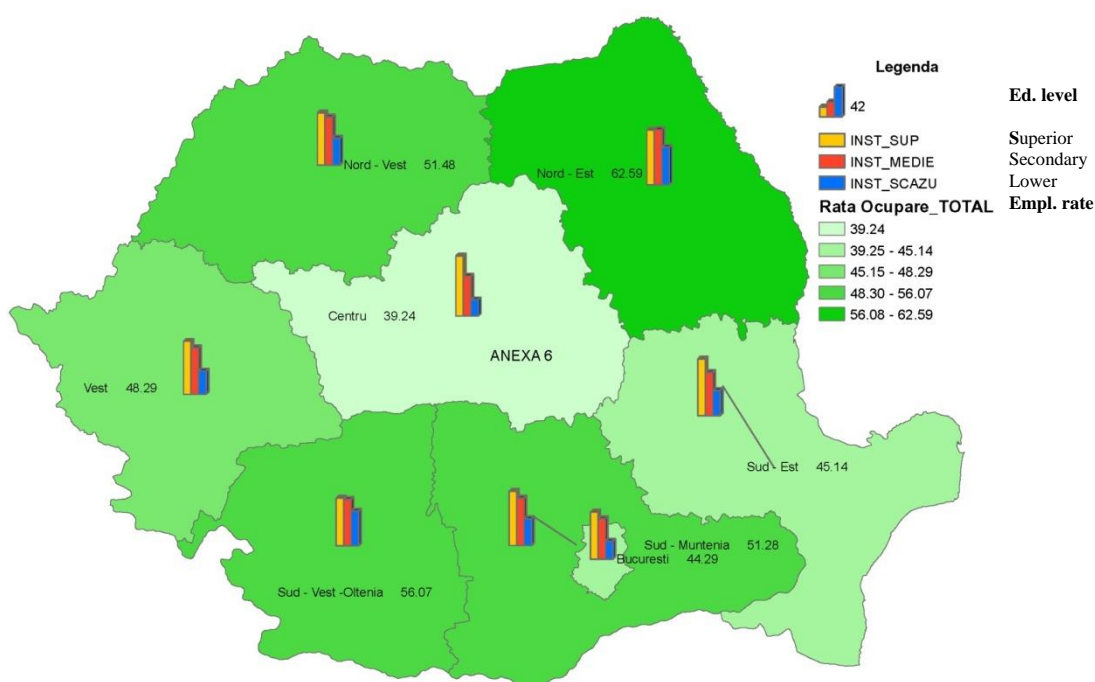 Legenda
42
Ed. level
INST_SUP
Superior
INST_MEDIE
Secondary
INST_SCAZU
Lower
Rata Ocupare_TOTAL
Empl. rate
39.24
39.25 - 45.14
45.15 - 48.29
48.30 - 56.07
56.08 - 62.59
Nord - Vest 51.48
Nord - Est 62.59
Centru 39.24
ANEXA 6
Vest 48.29
Sud - Est 45.14
Sud - Muntenia 51.28
Bucuresti 44.29
Sud - Vest -Oltenia 56.07